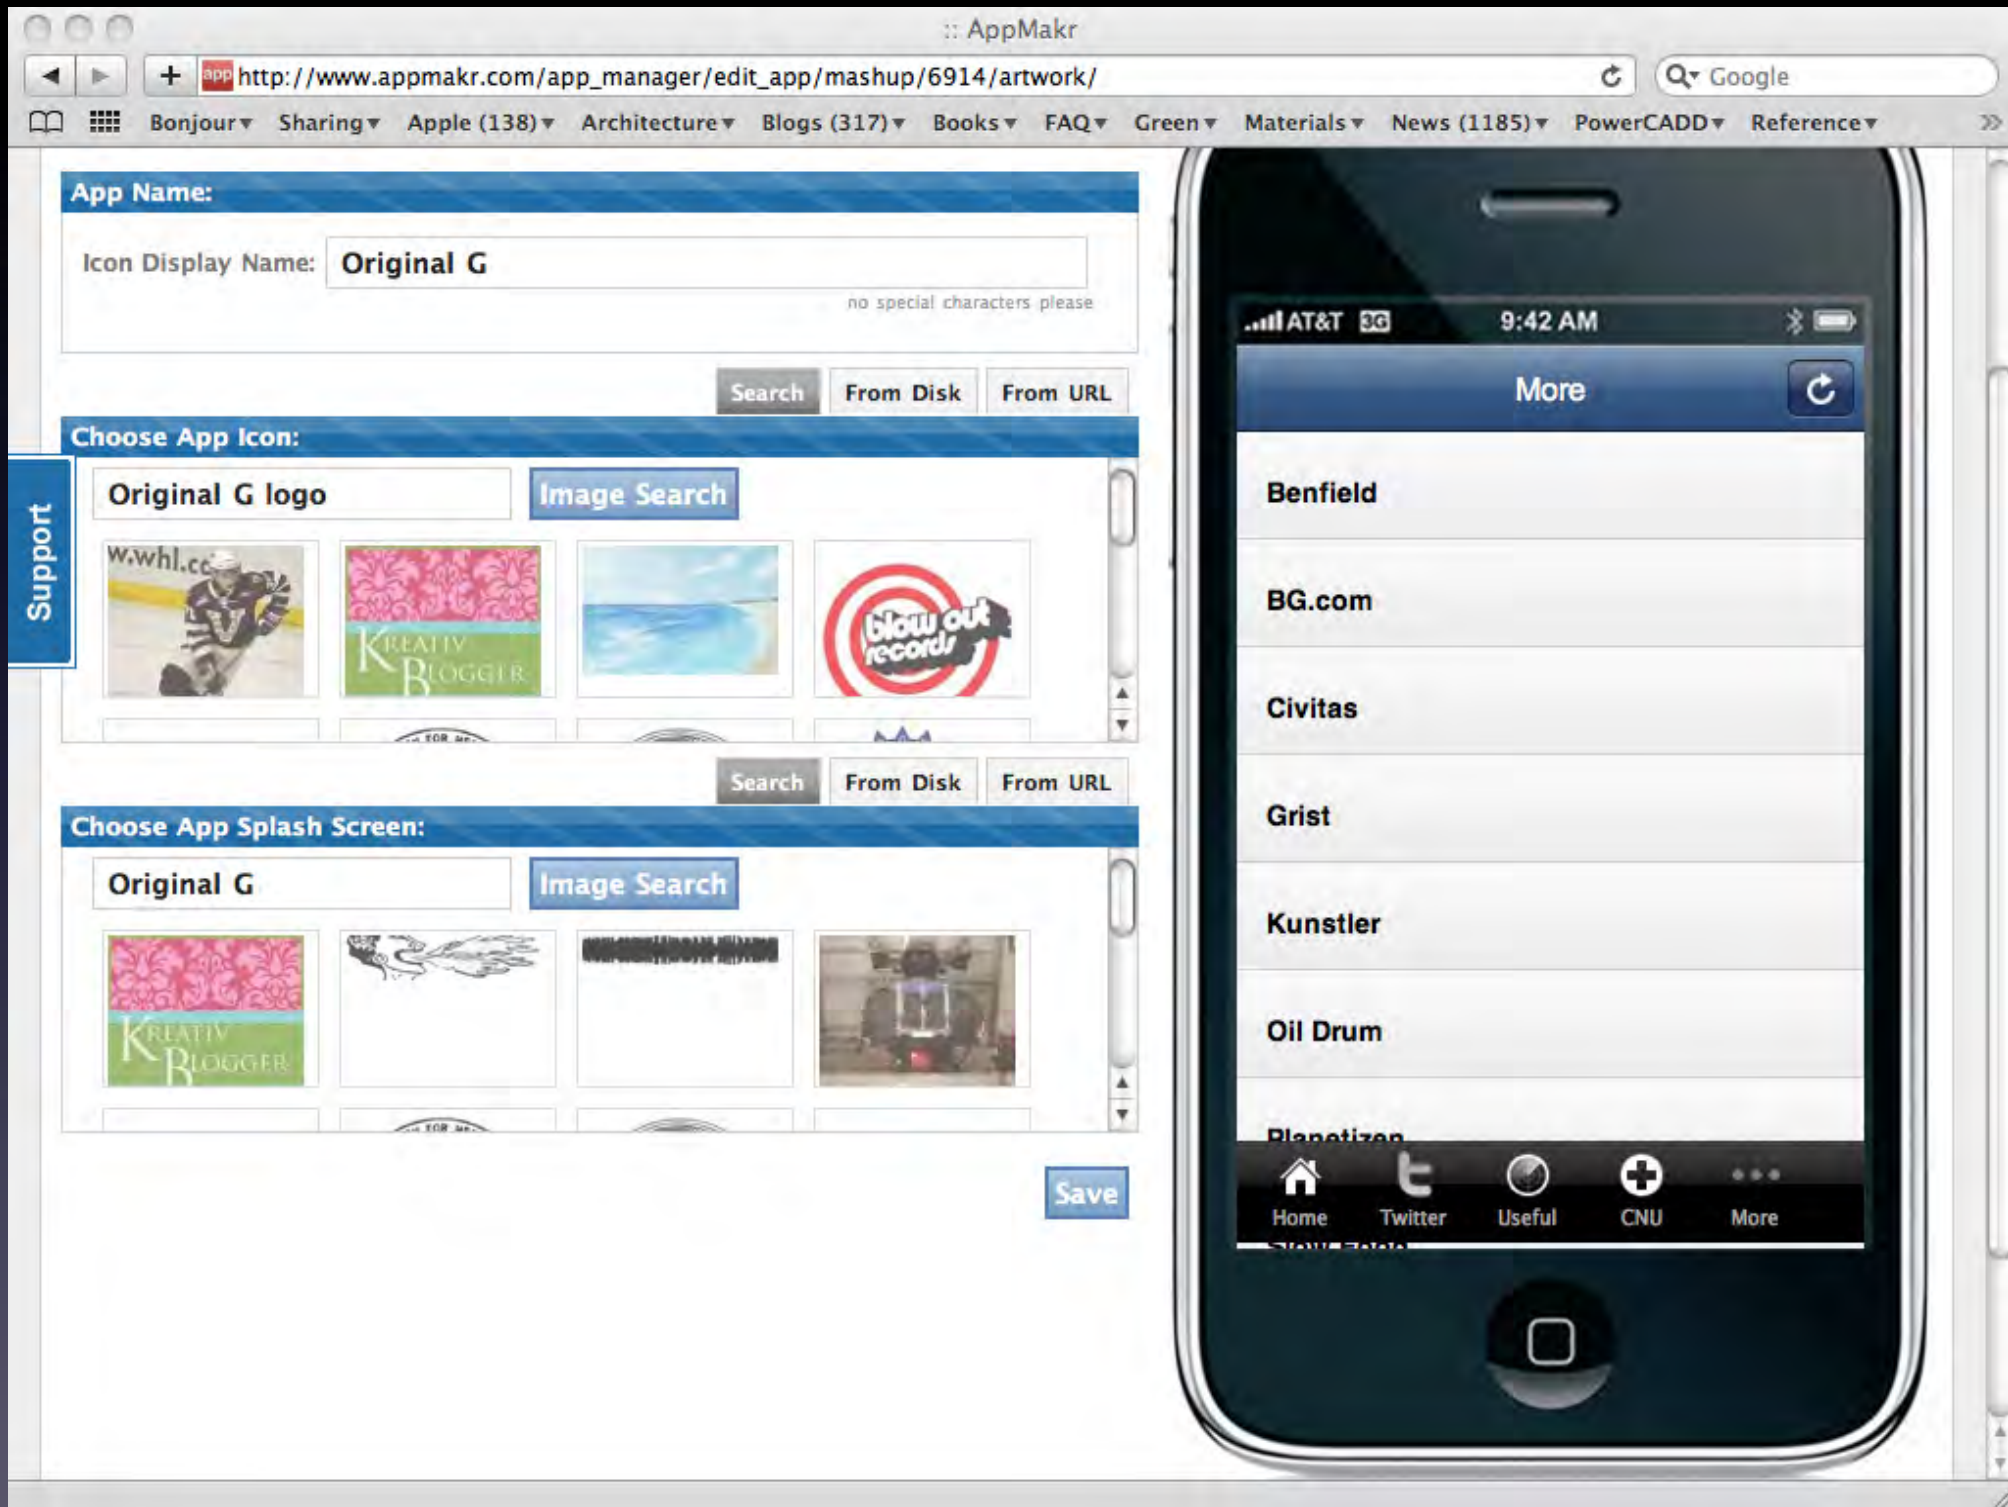 :: AppMakr
app http://www.appmakr.com/app_manager/edit_app/mashup/6914/artwork/
Google
Bonjour Sharing Apple (138) Architecture Blogs (317) Books FAQ Green Materials News (1185) PowerCADD Reference
App Name:
Icon Display Name: Original G
no special characters please
Search From Disk From URL
Choose App Icon:
Original G logo Image Search
w.whl.cc
KREATIV
BLOGGER
blow out
records
FOR
Support
Search From Disk From URL
Choose App Splash Screen:
Original G Image Search
KREATIV
BLOGGER
FOR
Save
AT&T 3G 9:42 AM
More
Benfield
BG.com
Civitas
Grist
Kunstler
Oil Drum
Planetizen
Home Twitter Useful CNU More